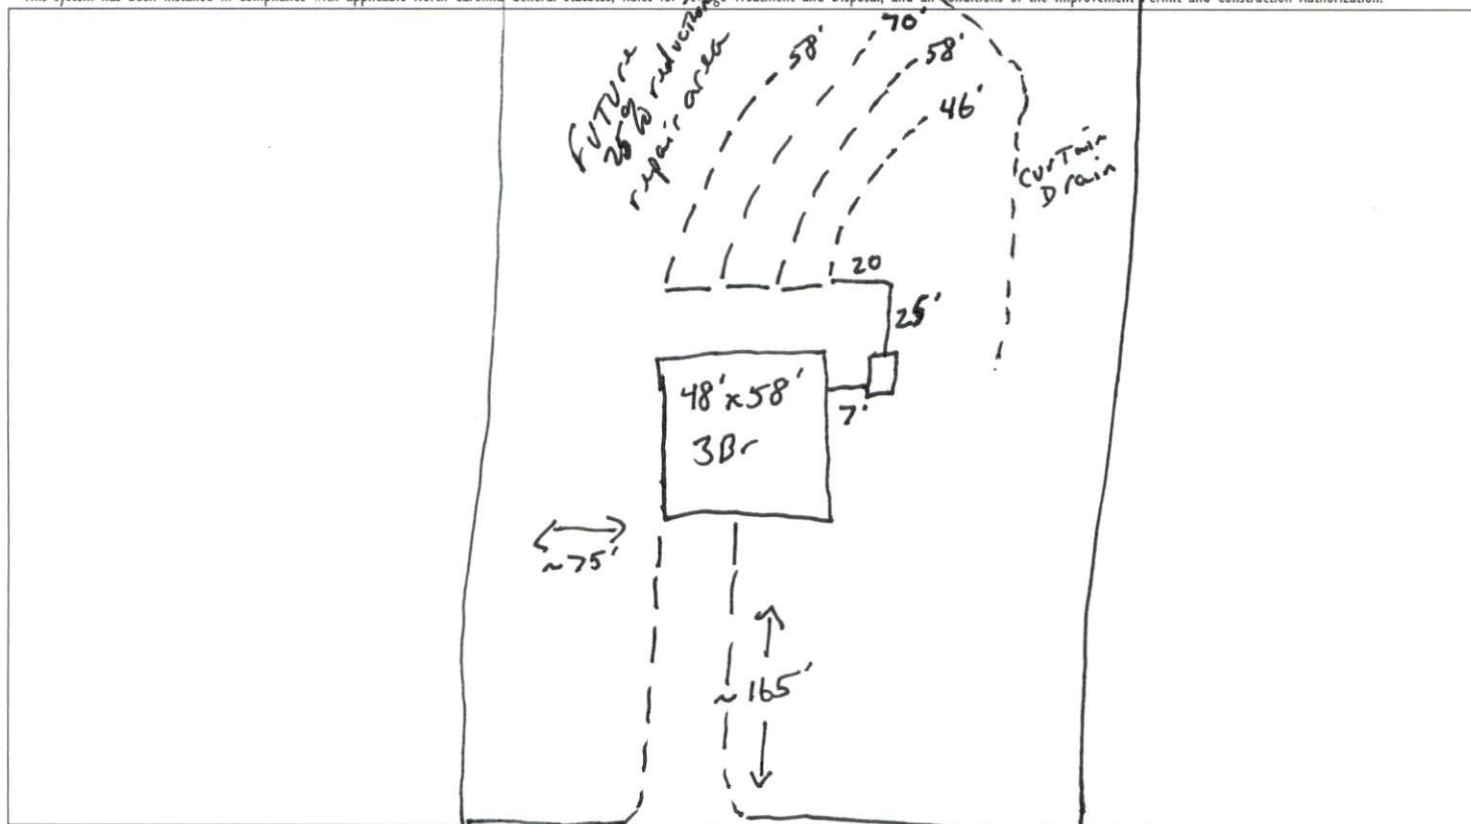 This system has been installed in compliance with applicable North Carolina General Statutes, Rules for Sewage Treatment and Disposal, and all conditions of the Improvement Permit and Construction Authorization.
FUTUre
25% reduction
repair area
58'
70'
58'
46'
CurTain
Drain
20
25'
48'x58'
3Br
7'
~75'
~165'